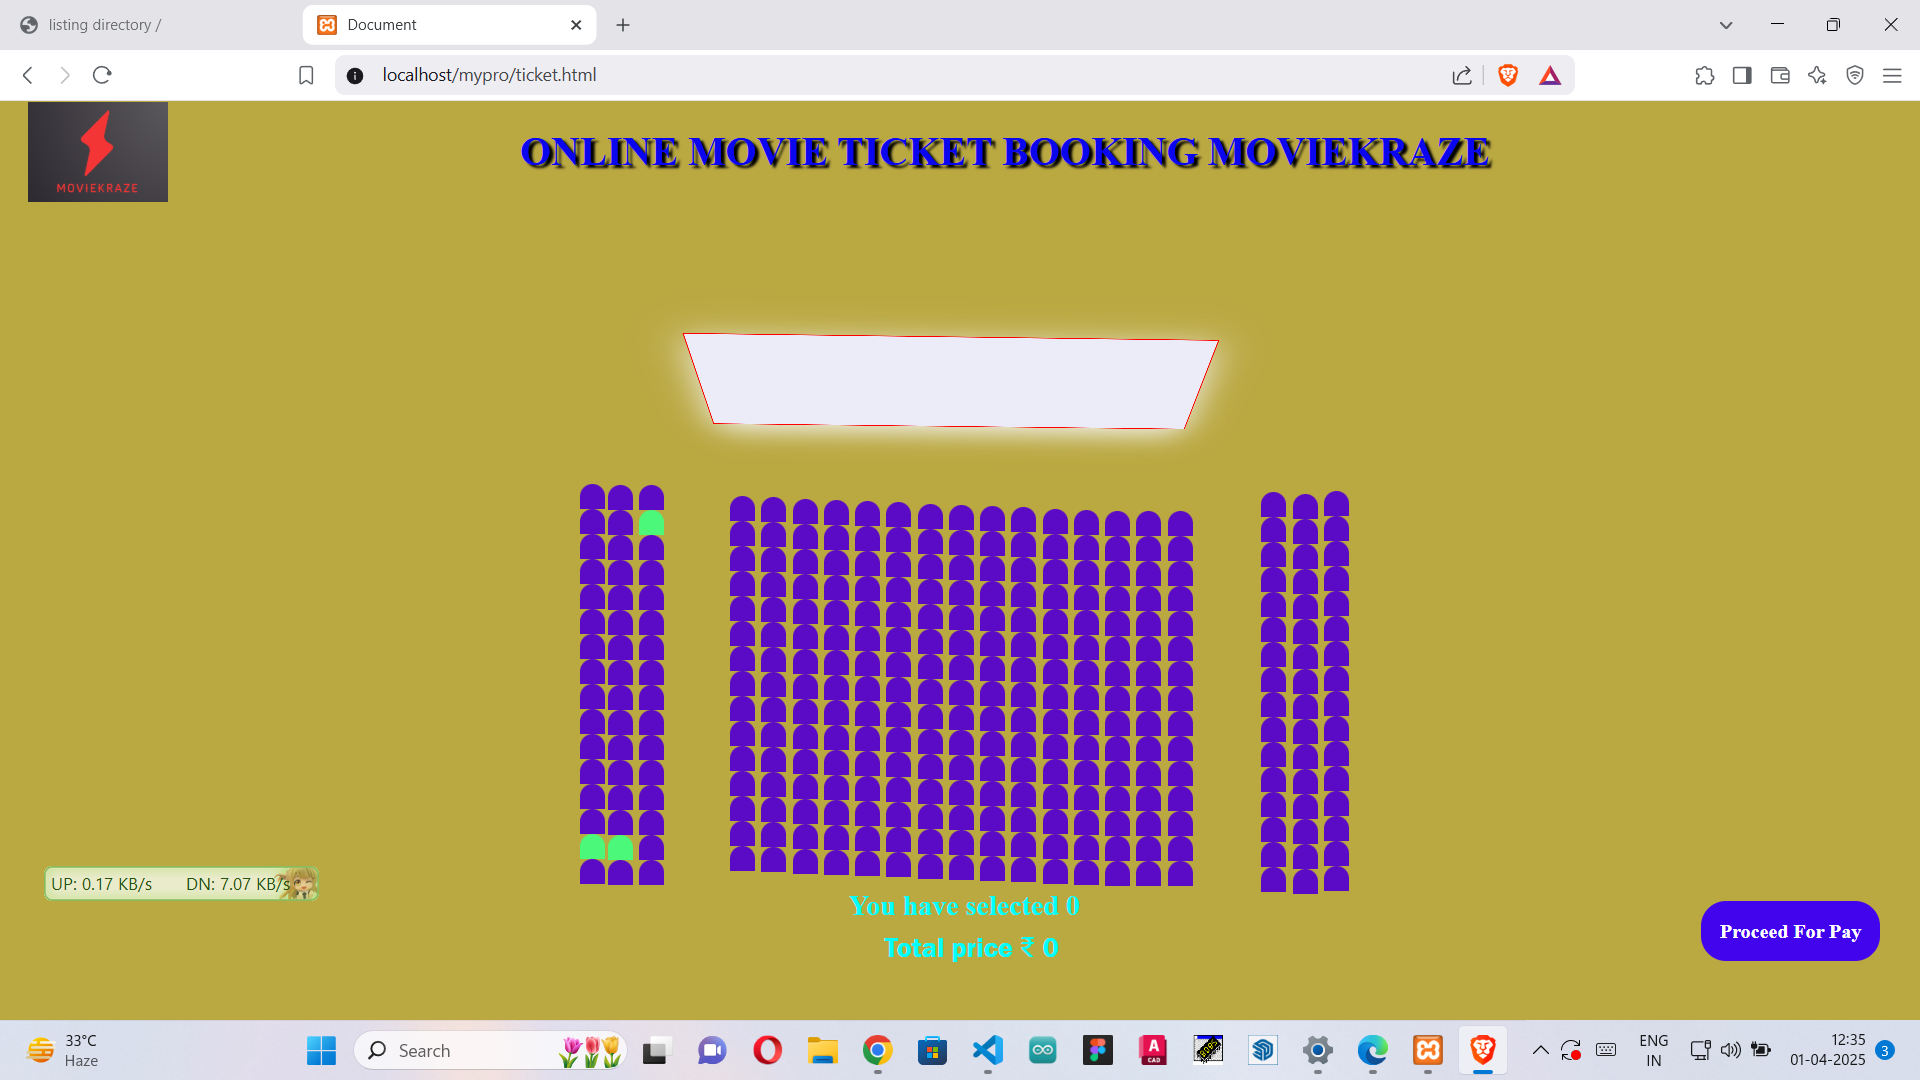 listing directory /
Document
localhost/mypro/ticket.html
MOVIEKRAZE
ONLINE MOVIE TICKET BOOKING MOVIEKRAZE
UP: 0.17 KB/s DN: 7.07 KB/s
You have selected 0
Total price ₹ 0
Proceed For Pay
33°C
Haze
Search
A
CAD
ENG
IN
12:35
01-04-2025
3